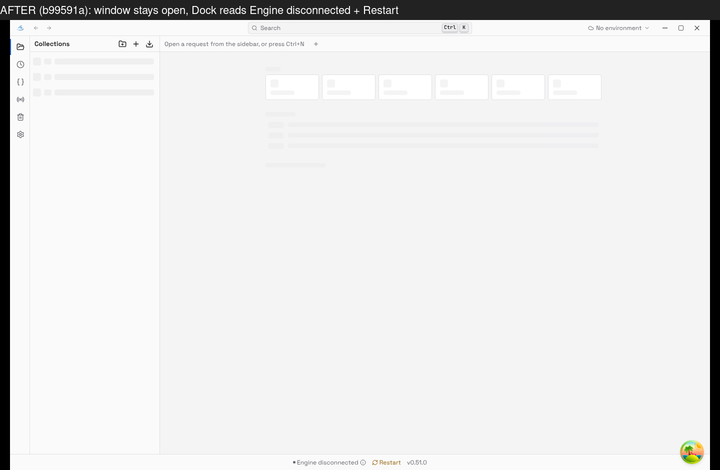 AFTER (b99591a): window stays open, Dock reads Engine disconnected + Restart
Search
Ctrl K
No environment
Collections
Open a request from the sidebar, or press Ctrl+N
Engine disconnected
Restart
v0.51.0